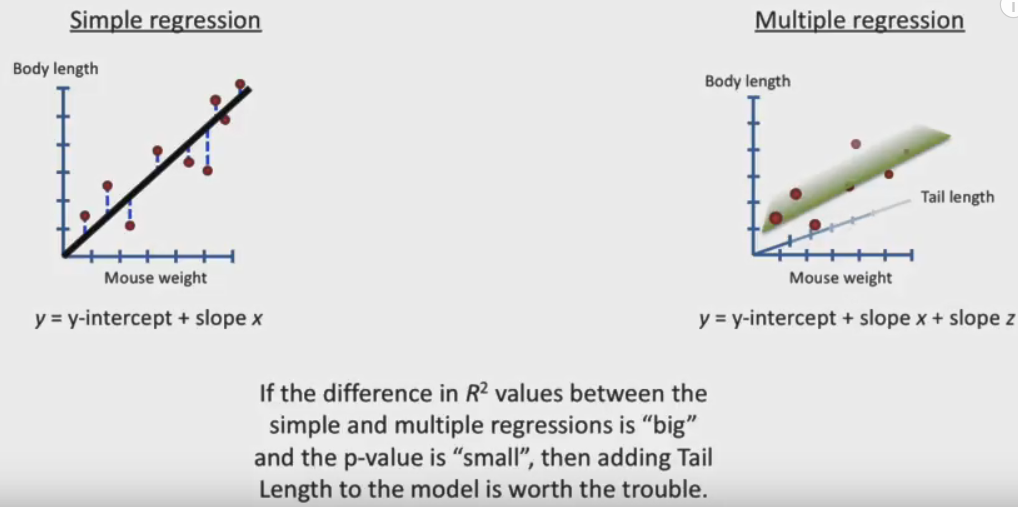 Simple regression
Multiple regression
Body length
Mouse weight
y = y-intercept + slope x
Body length
Tail length
Mouse weight
y = y-intercept + slope x + slope z
If the difference in R² values between the
simple and multiple regressions is “big”
and the p-value is “small”, then adding Tail
Length to the model is worth the trouble.